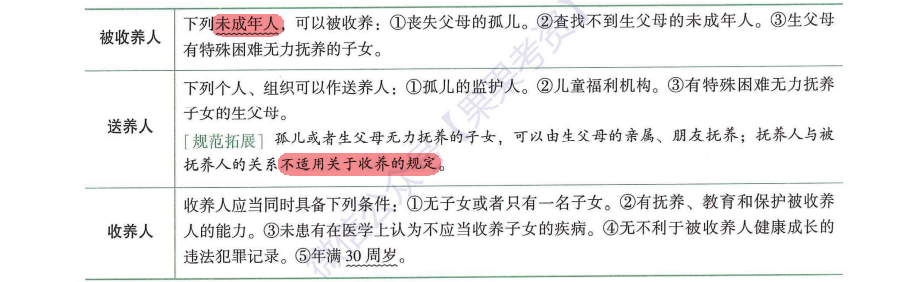 下列未成年人，可以被收养：①丧失父母的孤儿。②查找不到生父母的未成年人。③生父母
被收养人
有特殊困难无力抚养的子女。
下列个人、组织可以作送养人：①孤儿的监护人。②儿童福利机构。③有特殊困难无力抚养
子女的生父母。
送养人
[规范拓展] 孤儿或者生父母无力抚养的子女，可以由生父母的亲属、朋友抚养；抚养人与被
抚养人的关系不适用关于收养的规定。
收养人应当同时具备下列条件：①无子女或者只有一名子女。②有抚养、教育和保护被收养
收养人
人的能力。③未患有在医学上认为不应当收养子女的疾病。④无不利于被收养人健康成长的
违法犯罪记录。⑤年满 30 周岁。
微信公众号【果果考资】